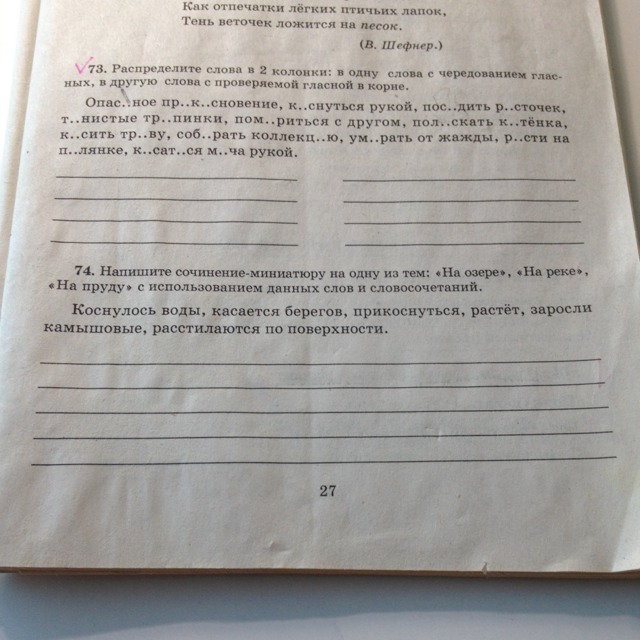 Как отпечатки лёгких птичьих лапок,
Тень веточек ложится на песок.
(В. Шефнер.)
73. Распределите слова в 2 колонки: в одну слова с чередованием глас-
ных, в другую слова с проверяемой гласной в корне.
Опас..ное пр..к..сновение, к..снуться рукой, пос..дить р..сточек,
т..нистые тр..пинки, пом..риться с другом, пол..скать к..тёнка,
к..сить тр..ву, соб..рать коллекц..ю, ум..рать от жажды, р..сти на
п..лянке, к..сат..ся м..ча рукой.
74. Напишите сочинение-миниатюру на одну из тем: «На озере», «На реке»,
«На пруду» с использованием данных слов и словосочетаний.
Коснулось воды, касается берегов, прикоснуться, растёт, заросли
камышовые, расстилаются по поверхности.
27